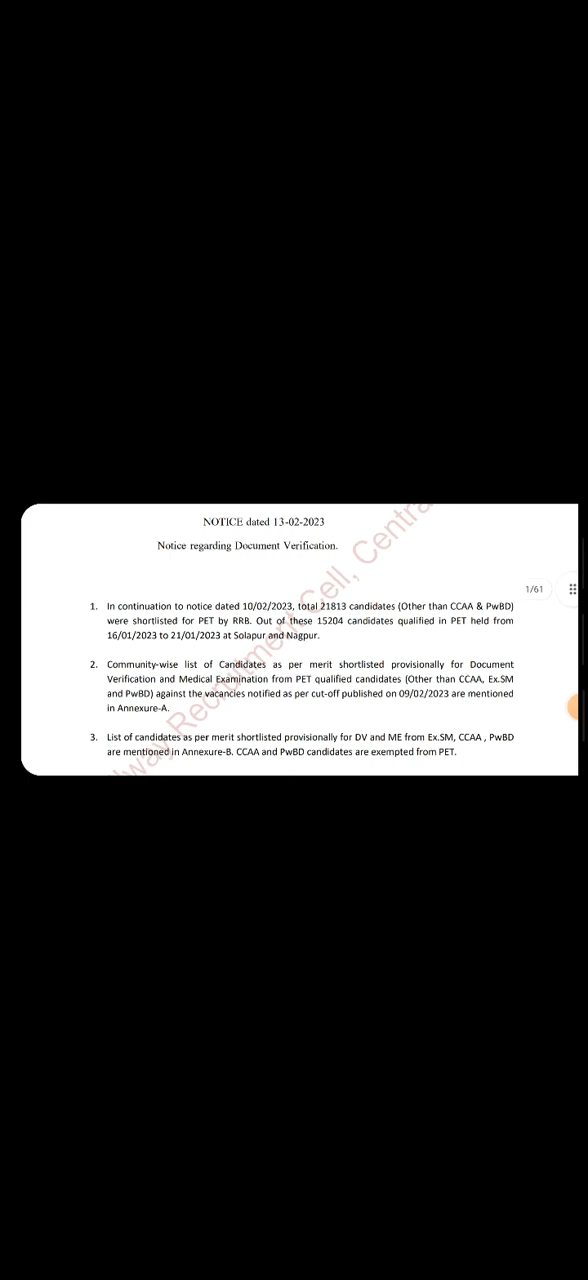 NOTICE dated 13-02-2023
Notice regarding Document Verification.
1/61
1. In continuation to notice dated 10/02/2023, total 21813 candidates (Other than CCAA & PwBD)
were shortlisted for PET by RRB. Out of these 15204 candidates qualified in PET held from
16/01/2023 to 21/01/2023 at Solapur and Nagpur.
2. Community-wise list of Candidates as per merit shortlisted provisionally for Document
Verification and Medical Examination from PET qualified candidates (Other than CCAA, Ex.SM
and PwBD) against the vacancies notified as per cut-off published on 09/02/2023 are mentioned
in Annexure-A.
3. List of candidates as per merit shortlisted provisionally for DV and ME from Ex.SM, CCAA , PwBD
are mentioned in Annexure-B. CCAA and PwBD candidates are exempted from PET.
lway Recruitment Cell, Centra